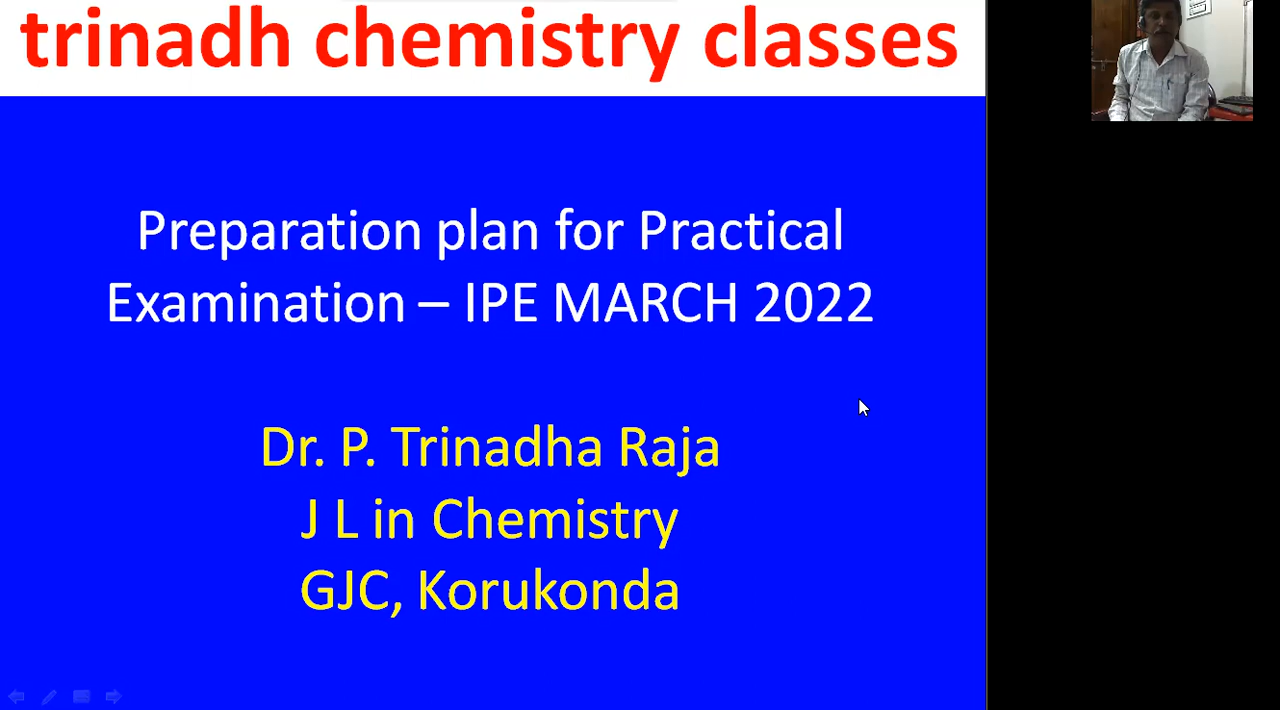 trinadh chemistry classes
Preparation plan for Practical
Examination – IPE MARCH 2022
Dr. P. Trinadha Raja
J L in Chemistry
GJC, Korukonda